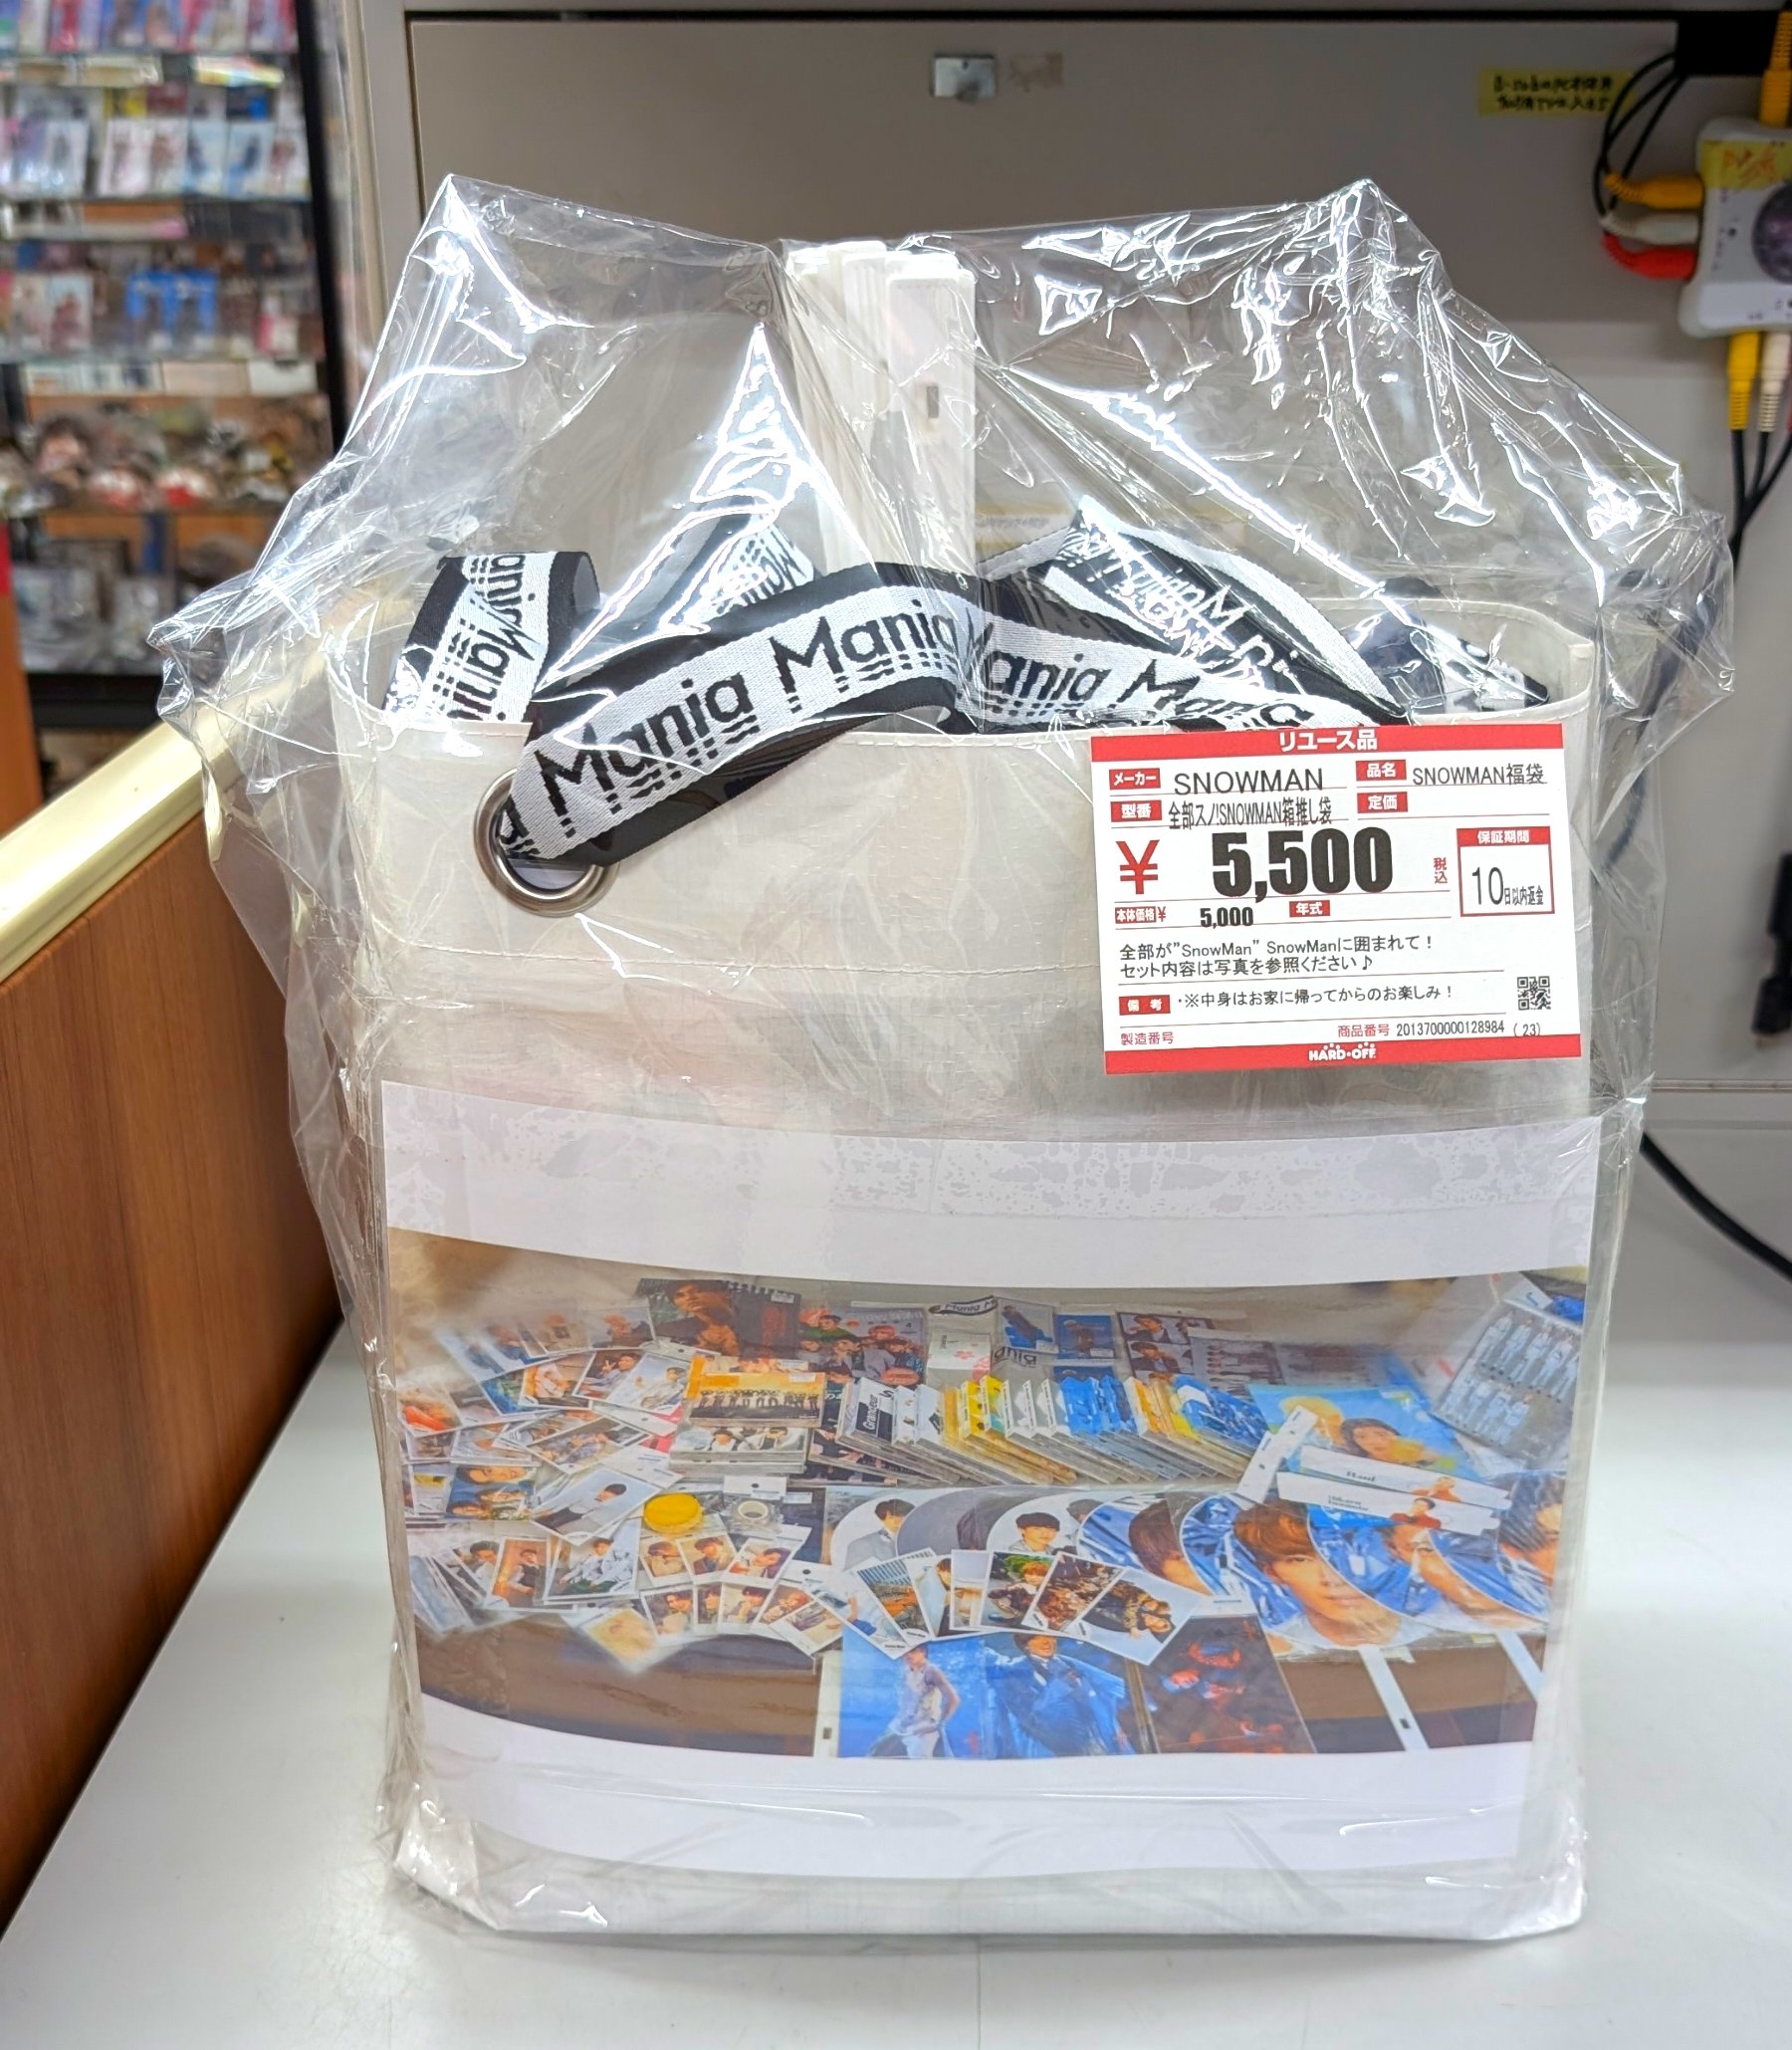 Mania Mania Mania Mania
リユース品
メーカー SNOWMAN 品名 SNOWMAN福袋
型番 全部スノ!SNOWMAN箱推し袋 定価
¥ 5,500 税込 保証期間
10日以内返金
本体価格¥ 5,000 年式
全部が"SnowMan" SnowManに囲まれて！
セット内容は写真を参照ください♪
備考 ・※中身はお家に帰ってからのお楽しみ！
製造番号 商品番号 2013700000128984 (23)
HARD・OFF
Raul